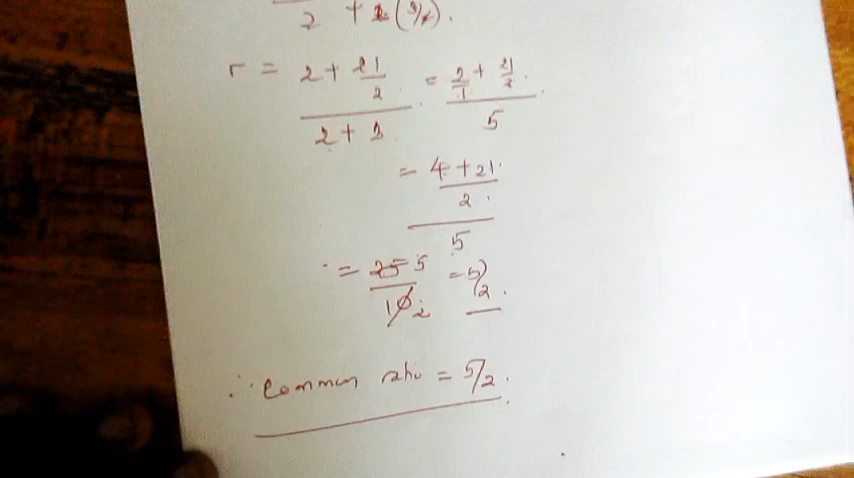 2 + 2(3/2).
r = 2 + 21/2 / 2 + 3 = 2/1 + 21/2 / 5
= 4 + 21 / 2 / 5
= 25 5 / 10 2 = 5/2
∴ common ratio = 5/2.